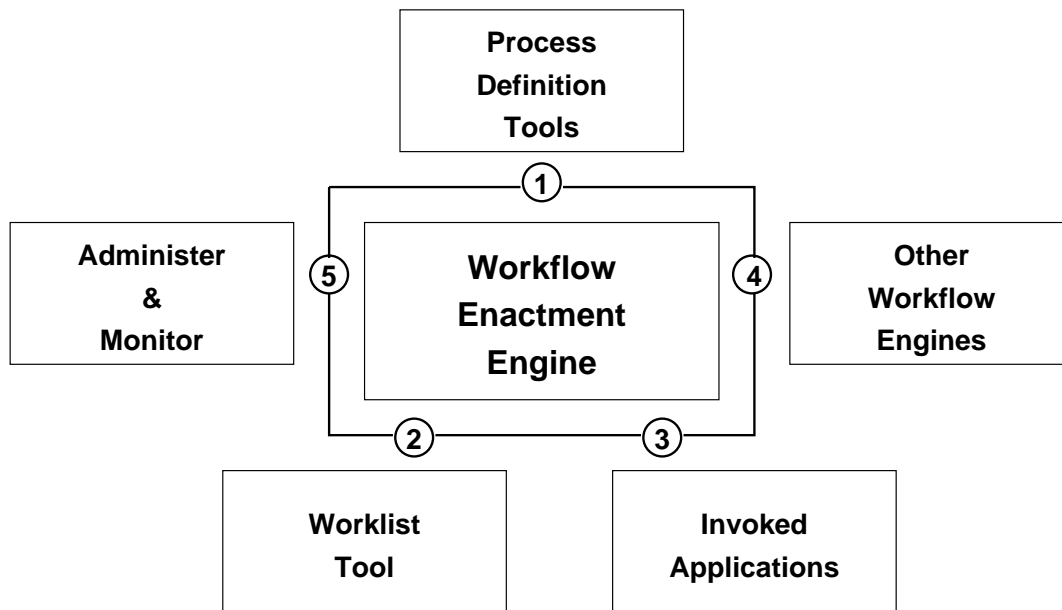 Process
Definition
Tools
1
Administer
&
Monitor
5
Workflow
Enactment
Engine
4
Other
Workflow
Engines
2
3
Worklist
Tool
Invoked
Applications